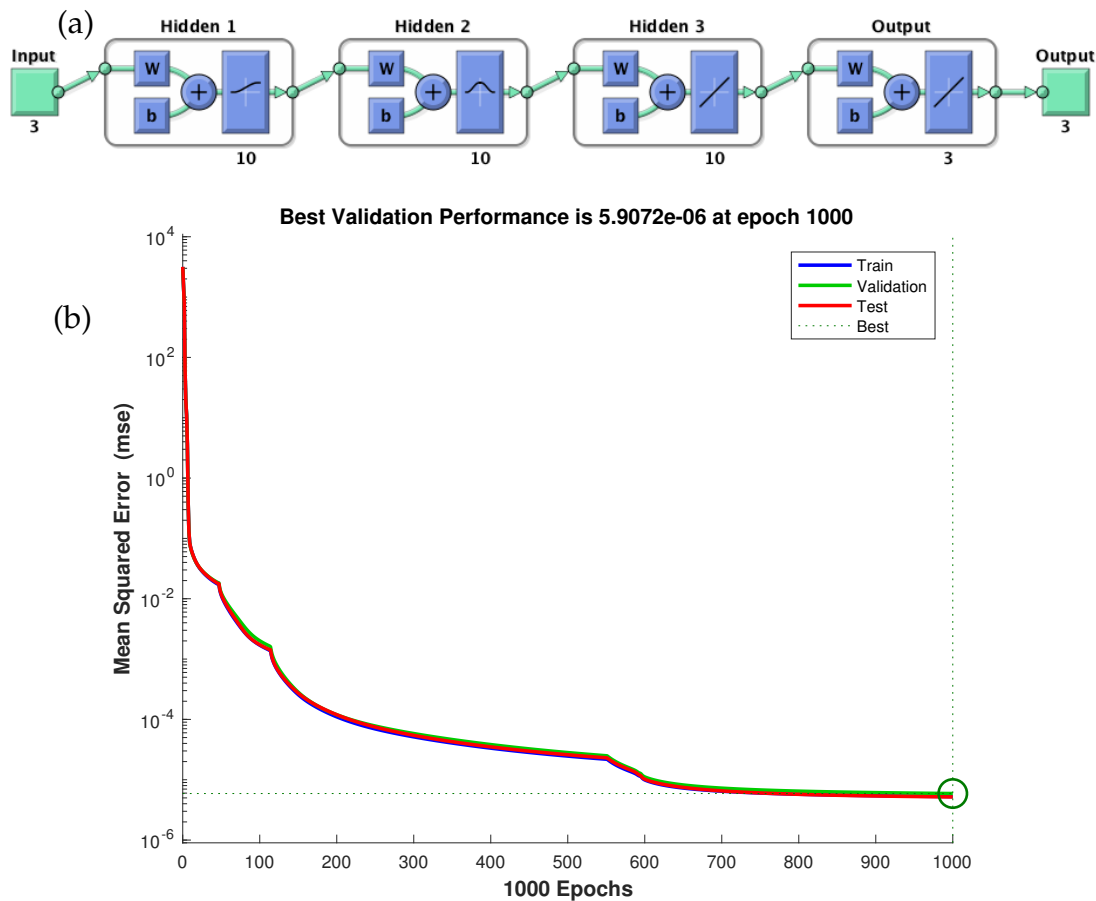 (a)
Hidden 1 Hidden 2 Hidden 3 Output
Input Output
W W W W
b b b b
+ + + +
3 3
10 10 10 3
(b)
Best Validation Performance is 5.9072e-06 at epoch 1000
Train
Validation
Test
Best
Mean Squared Error (mse)
10^4
10^2
10^0
10^-2
10^-4
10^-6
0 100 200 300 400 500 600 700 800 900 1000
1000 Epochs